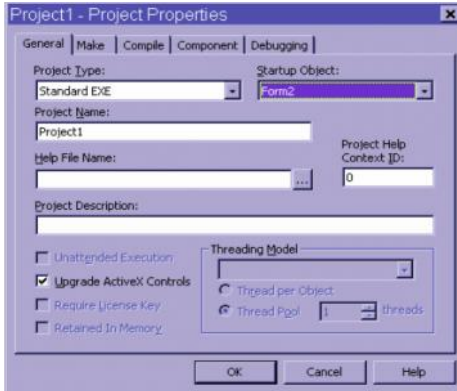 Project1 - Project Properties
General Make Compile Component Debugging
Project Type: Startup Object:
Standard EXE Form2
Project Name:
Project1
Project Help
Context ID:
Help File Name:
... 0
Project Description:
Unattended Execution Threading Model
Upgrade ActiveX Controls
Require License Key Thread per Object
Retained In Memory Thread Pool 1 threads
OK Cancel Help